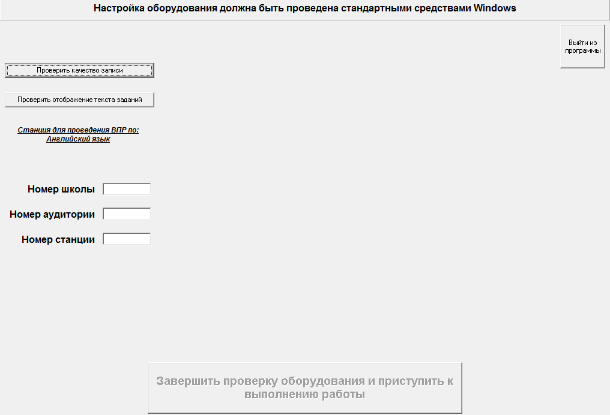 Настройка оборудования должна быть проведена стандартными средствами Windows
Выйти из
программы
Проверить качество записи
Проверить отображение текста заданий
Станция для проведения ВПР по:
Английский язык
Номер школы
Номер аудитории
Номер станции
Завершить проверку оборудования и приступить к
выполнению работы